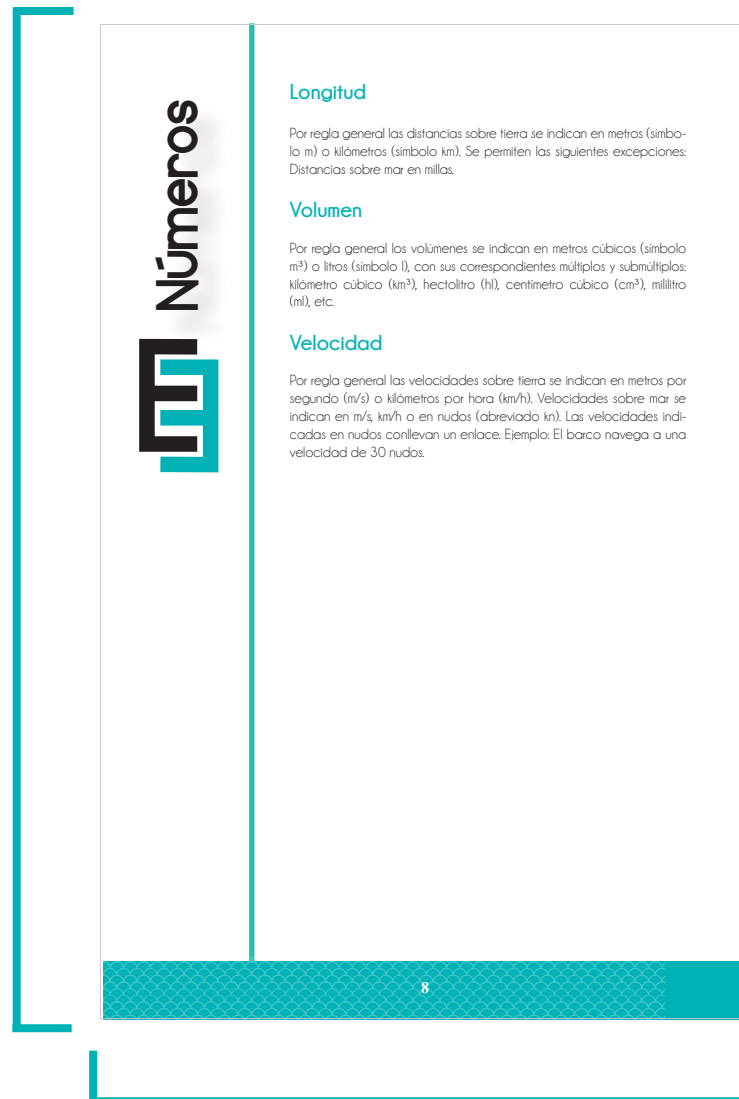 Números
E
Longitud
Por regla general las distancias sobre tierra se indican en metros (símbo-
lo m) o kilómetros (símbolo km). Se permiten las siguientes excepciones:
Distancias sobre mar en millas.
Volumen
Por regla general los volúmenes se indican en metros cúbicos (símbolo
m³) o litros (símbolo l), con sus correspondientes múltiplos y submúltiplos:
kilómetro cúbico (km³), hectolitro (hl), centímetro cúbico (cm³), mililitro
(ml), etc.
Velocidad
Por regla general las velocidades sobre tierra se indican en metros por
segundo (m/s) o kilómetros por hora (km/h). Velocidades sobre mar se
indican en m/s, km/h o en nudos (abreviado kn). Las velocidades indi-
cadas en nudos conllevan un enlace. Ejemplo: El barco navega a una
velocidad de 30 nudos.
8